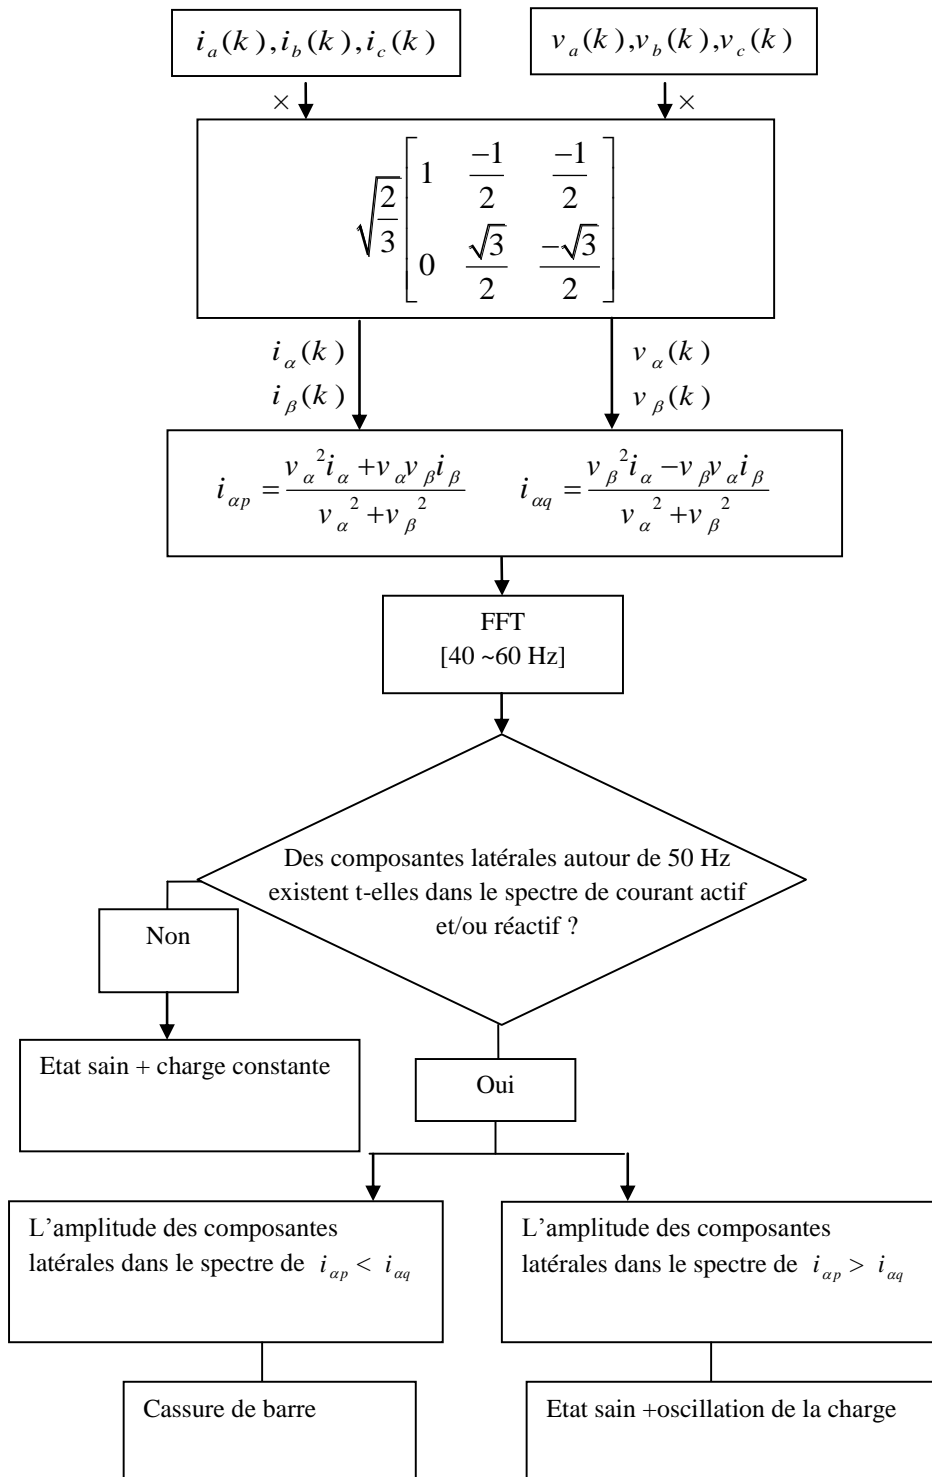 i_a(k), i_b(k), i_c(k)
v_a(k), v_b(k), v_c(k)
×
×
√(2/3) [1 -1/2 -1/2
0 √3/2 -√3/2]
i_α(k)
i_β(k)
v_α(k)
v_β(k)
i_αp = (v_α² i_α + v_α v_β i_β) / (v_α² + v_β²)
i_αq = (v_β² i_α − v_β v_α i_β) / (v_α² + v_β²)
FFT
[40 ~60 Hz]
Des composantes latérales autour de 50 Hz
existent t-elles dans le spectre de courant actif
et/ou réactif ?
Non
Etat sain + charge constante
Oui
L’amplitude des composantes
latérales dans le spectre de i_αp < i_αq
L’amplitude des composantes
latérales dans le spectre de i_αp > i_αq
Cassure de barre
Etat sain +oscillation de la charge